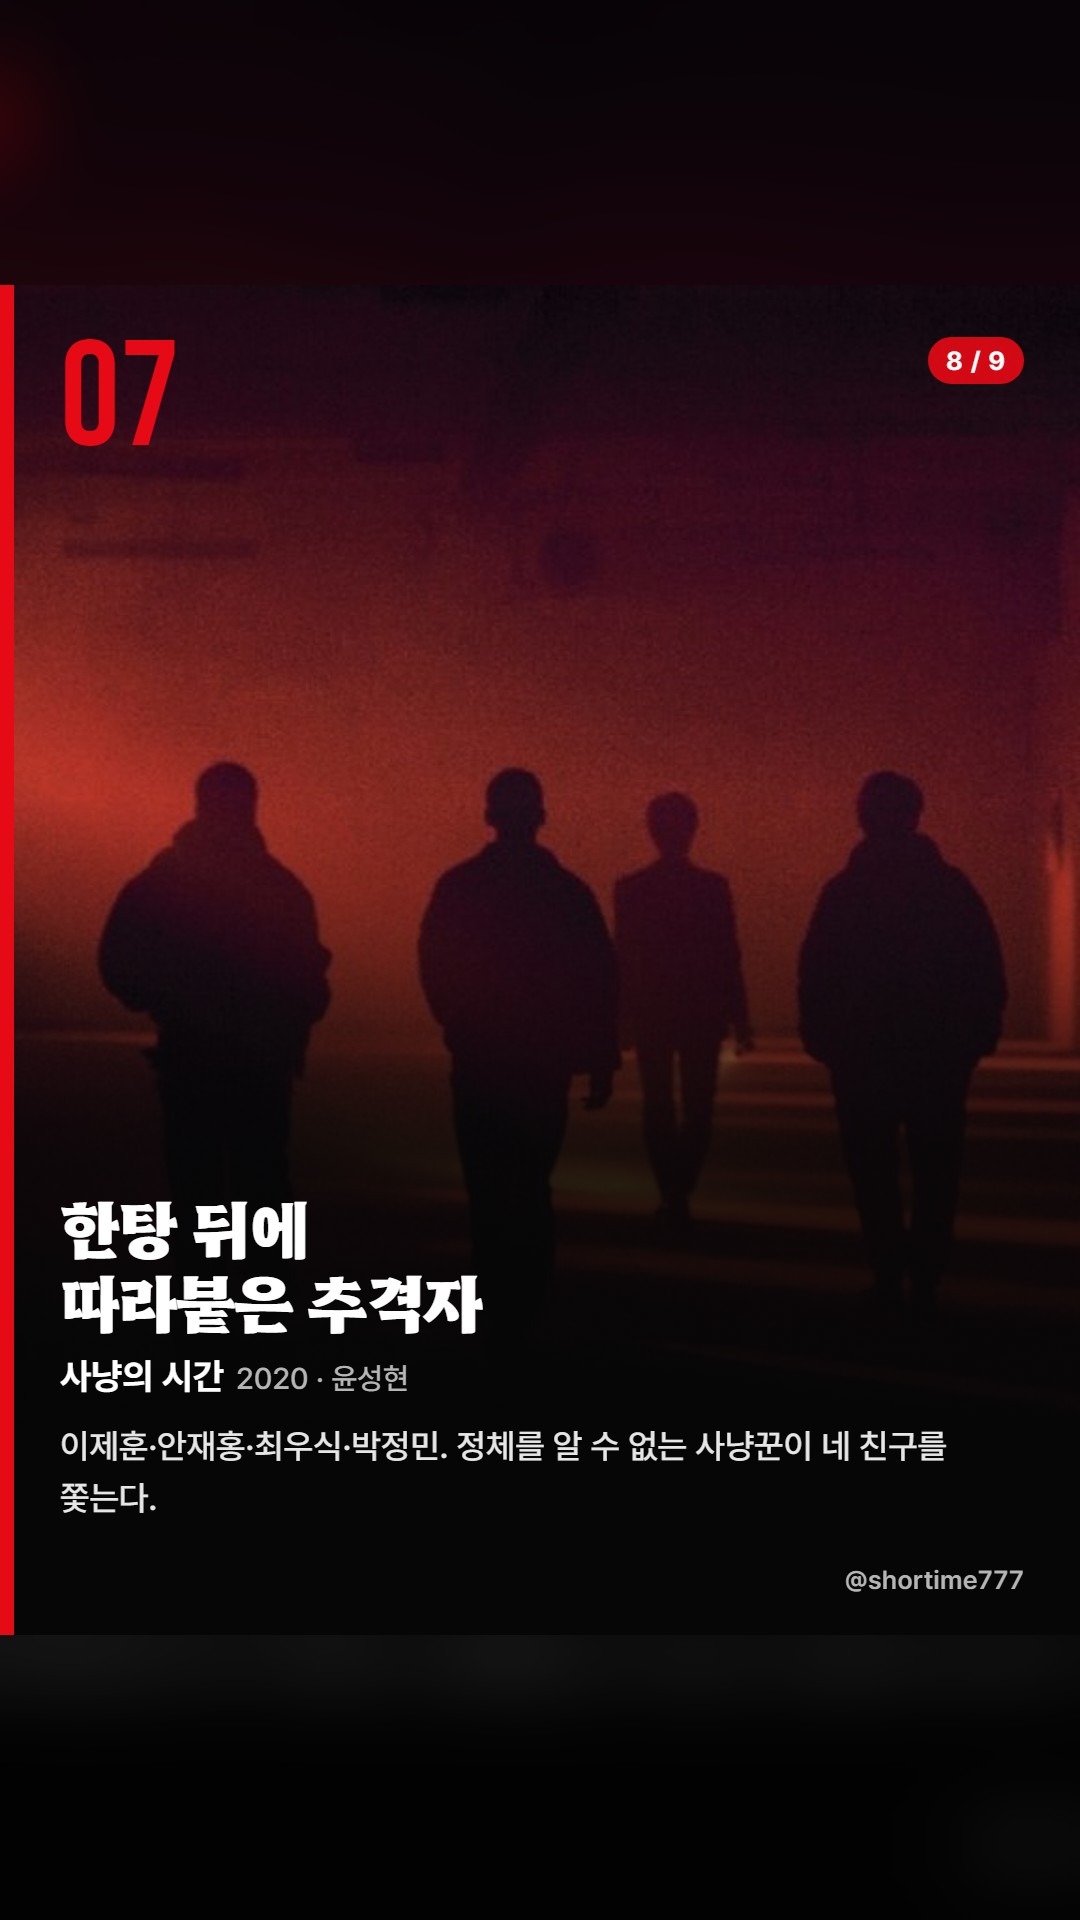 07
8 / 9
한탕 뒤에
따라붙은 추격자
사냥의 시간 2020 · 윤성현
이제훈·안재홍·최우식·박정민. 정체를 알 수 없는 사냥꾼이 네 친구를
쫓는다.
@shortime777